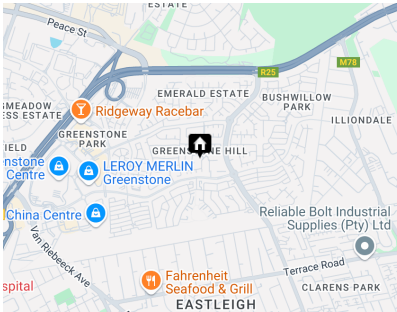 ESTATE
Peace St
M78
R25
EMERALD ESTATE
BUSHWILLOW
PARK
SMEADOW
ESS ESTATE
Ridgeway Racebar
ILLIONDALE
GREENSTONE
PARK
FIELD
GREENSTONE HILL
enstone
Centre
LEROY MERLIN
Greenstone
China Centre
Reliable Bolt Industrial
Supplies (Pty) Ltd
Van Riebeeck Ave
Terrace Road
Fahrenheit
Seafood & Grill
spital
CLARENS PARK
EASTLEIGH